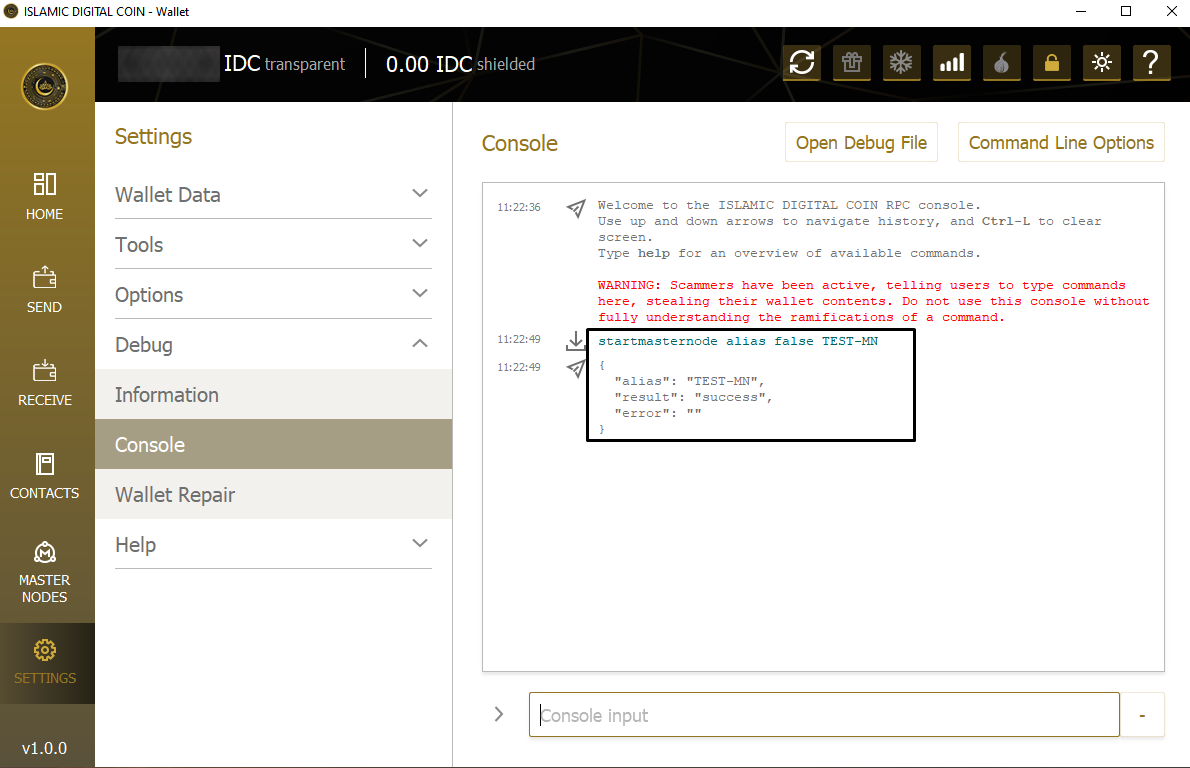 ISLAMIC DIGITAL COIN - Wallet
IDC transparent
0.00 IDC shielded
HOME
SEND
RECEIVE
CONTACTS
MASTER
NODES
SETTINGS
v1.0.0
Settings
Wallet Data
Tools
Options
Debug
Information
Console
Wallet Repair
Help
Console
Open Debug File
Command Line Options
11:22:36
Welcome to the ISLAMIC DIGITAL COIN RPC console.
Use up and down arrows to navigate history, and Ctrl-L to clear
screen.
Type help for an overview of available commands.
WARNING: Scammers have been active, telling users to type commands
here, stealing their wallet contents. Do not use this console without
fully understanding the ramifications of a command.
11:22:49
startmasternode alias false TEST-MN
11:22:49
{
"alias": "TEST-MN",
"result": "success",
"error": ""
}
Console input
-